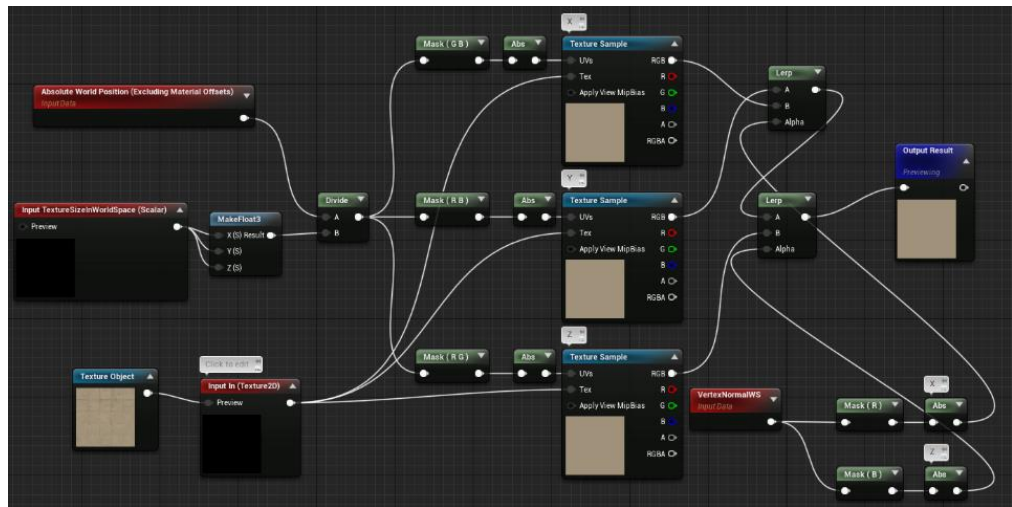 X
Mask ( G B )
Abs
Texture Sample
UVs
RGB
Tex
R
Apply View MipBias
G
B
A
RGBA
Lerp
A
B
Alpha
Absolute World Position (Excluding Material Offsets)
Input Data
Output Result
Previewing
Y
Divide
A
B
Mask ( R B )
Abs
Texture Sample
UVs
RGB
Tex
R
Apply View MipBias
G
B
A
RGBA
Lerp
A
B
Alpha
Input TextureSizeInWorldSpace (Scalar)
Preview
MakeFloat3
X (S) Result
Y (S)
Z (S)
Z
Mask ( R G )
Abs
Texture Sample
UVs
RGB
Tex
R
Apply View MipBias
G
B
A
RGBA
Click to edit
Texture Object
Input In (Texture2D)
Preview
VertexNormalWS
Input Data
X
Mask ( R )
Abs
Z
Mask ( B )
Abs